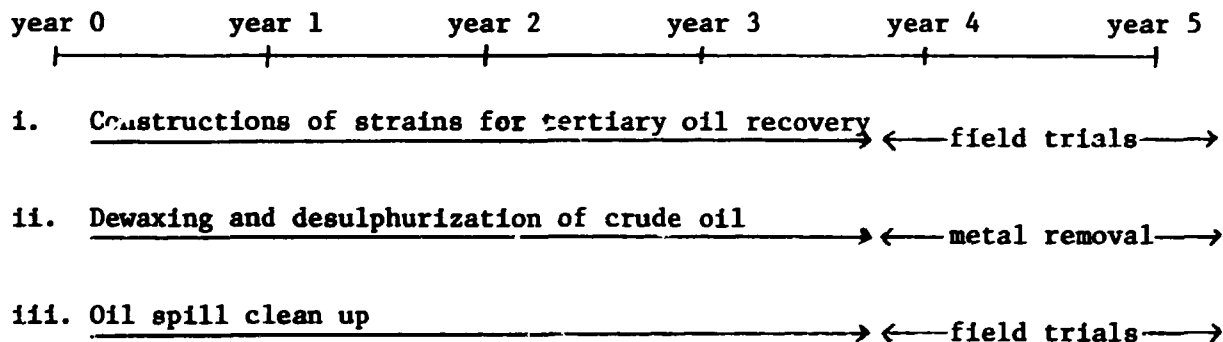 year 0 year 1 year 2 year 3 year 4 year 5
i. Constructions of strains for tertiary oil recovery field trials
ii. Dewaxing and desulphurization of crude oil metal removal
iii. Oil spill clean up field trials